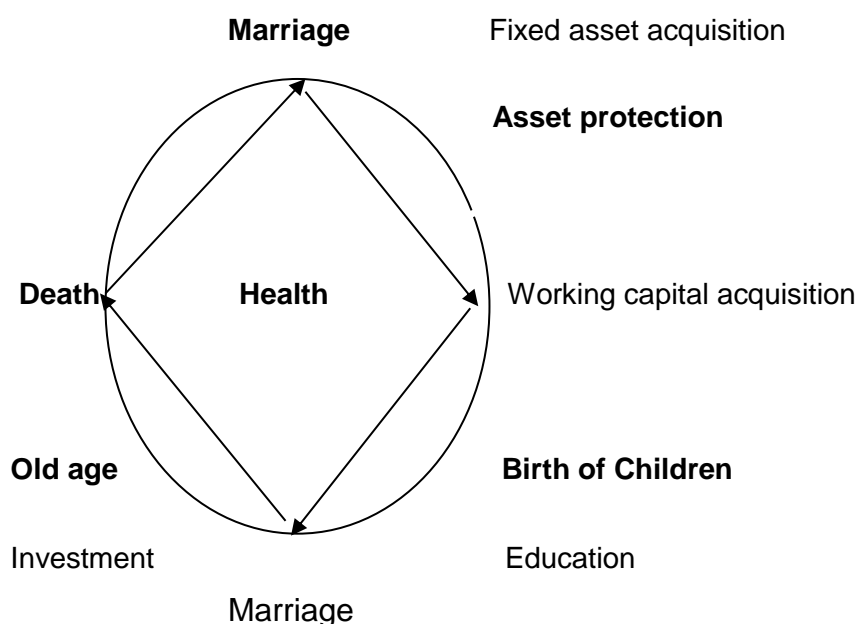 Marriage Fixed asset acquisition
Asset protection
Death Health Working capital acquisition
Old age Birth of Children
Investment Education
Marriage